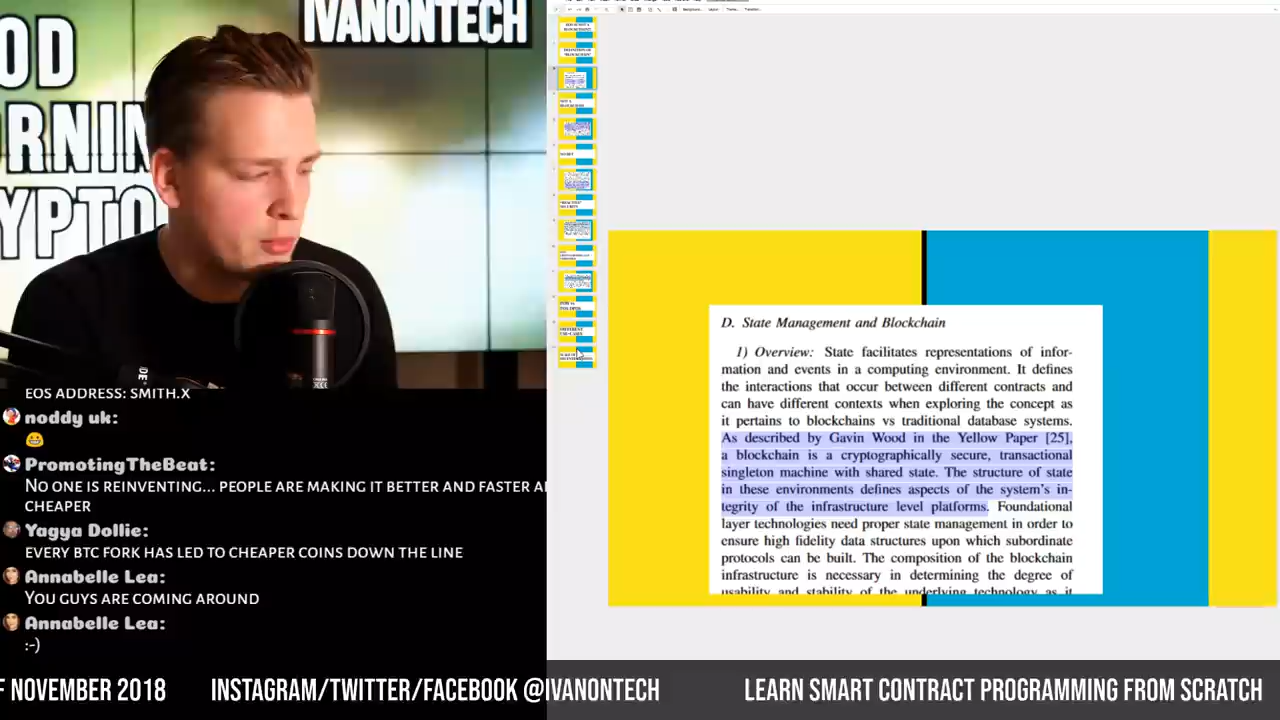 IVANONTECH
OD
RNIN
YPTO
EOS ADDRESS: SMITH.X
noddy uk:
PromotingTheBeat:
NO ONE IS REINVENTING... PEOPLE ARE MAKING IT BETTER AND FASTER A
CHEAPER
Yagya Dollie:
EVERY BTC FORK HAS LED TO CHEAPER COINS DOWN THE LINE
Annabelle Lea:
YOU GUYS ARE COMING AROUND
Annabelle Lea:
:-)
D. State Management and Blockchain
1) Overview: State facilitates representations of infor-
mation and events in a computing environment. It defines
the interactions that occur between different contracts and
can have different contexts when exploring the concept as
it pertains to blockchains vs traditional database systems.
As described by Gavin Wood in the Yellow Paper [25],
a blockchain is a cryptographically secure, transactional
singleton machine with shared state. The structure of state
in these environments defines aspects of the system's in-
tegrity of the infrastructure level platforms. Foundational
layer technologies need proper state management in order to
ensure high fidelity data structures upon which subordinate
protocols can be built. The composition of the blockchain
infrastructure is necessary in determining the degree of
usability and stability of the underlying technology as it
F NOVEMBER 2018 INSTAGRAM/TWITTER/FACEBOOK @IVANONTECH LEARN SMART CONTRACT PROGRAMMING FROM SCRATCH